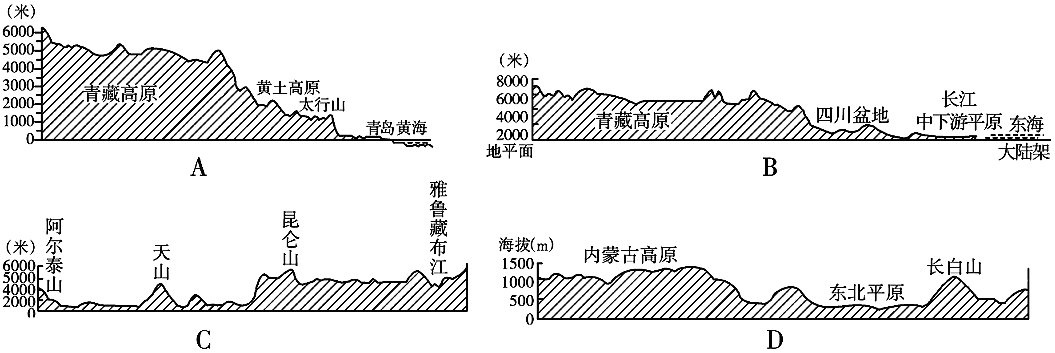 (米)
6000
5000
4000
3000
2000
1000
0
青藏高原
黄土高原
太行山
青岛黄海
A
(米)
8000
6000
4000
2000
地平面
青藏高原
四川盆地
长江
中下游平原
东海
大陆架
B
(米)
6000
4000
2000
0
阿尔泰山
天山
昆仑山
雅鲁藏布江
C
海拔(m)
1500
1000
500
0
内蒙古高原
东北平原
长白山
D